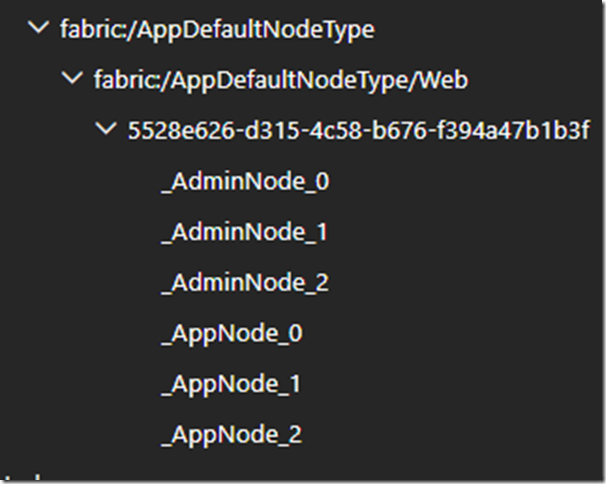 fabric:/AppDefaultNodeType
fabric:/AppDefaultNodeType/Web
5528e626-d315-4c58-b676-f394a47b1b3f
_AdminNode_0
_AdminNode_1
_AdminNode_2
_AppNode_0
_AppNode_1
_AppNode_2